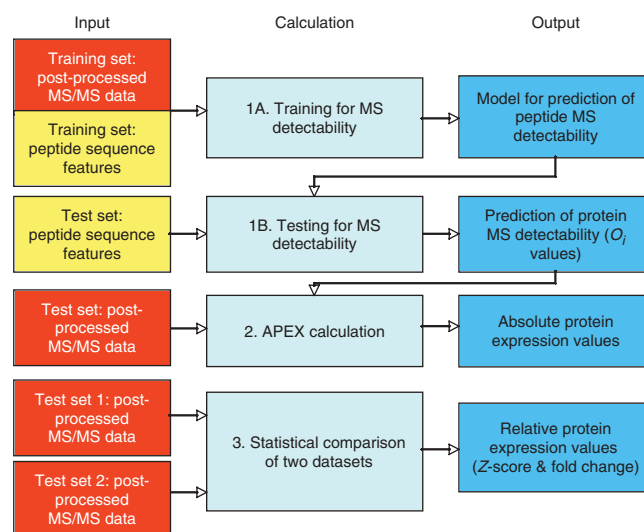 Input
Calculation
Output
Training set:
post-processed
MS/MS data
Training set:
peptide sequence
features
1A. Training for MS
detectability
Model for prediction of
peptide MS
detectability
Test set:
peptide sequence
features
1B. Testing for MS
detectability
Prediction of protein
MS detectability (Oi
values)
Test set: post-
processed
MS/MS data
2. APEX calculation
Absolute protein
expression values
Test set 1: post-
processed
MS/MS data
Test set 2: post-
processed
MS/MS data
3. Statistical comparison
of two datasets
Relative protein
expression values
(Z-score & fold change)